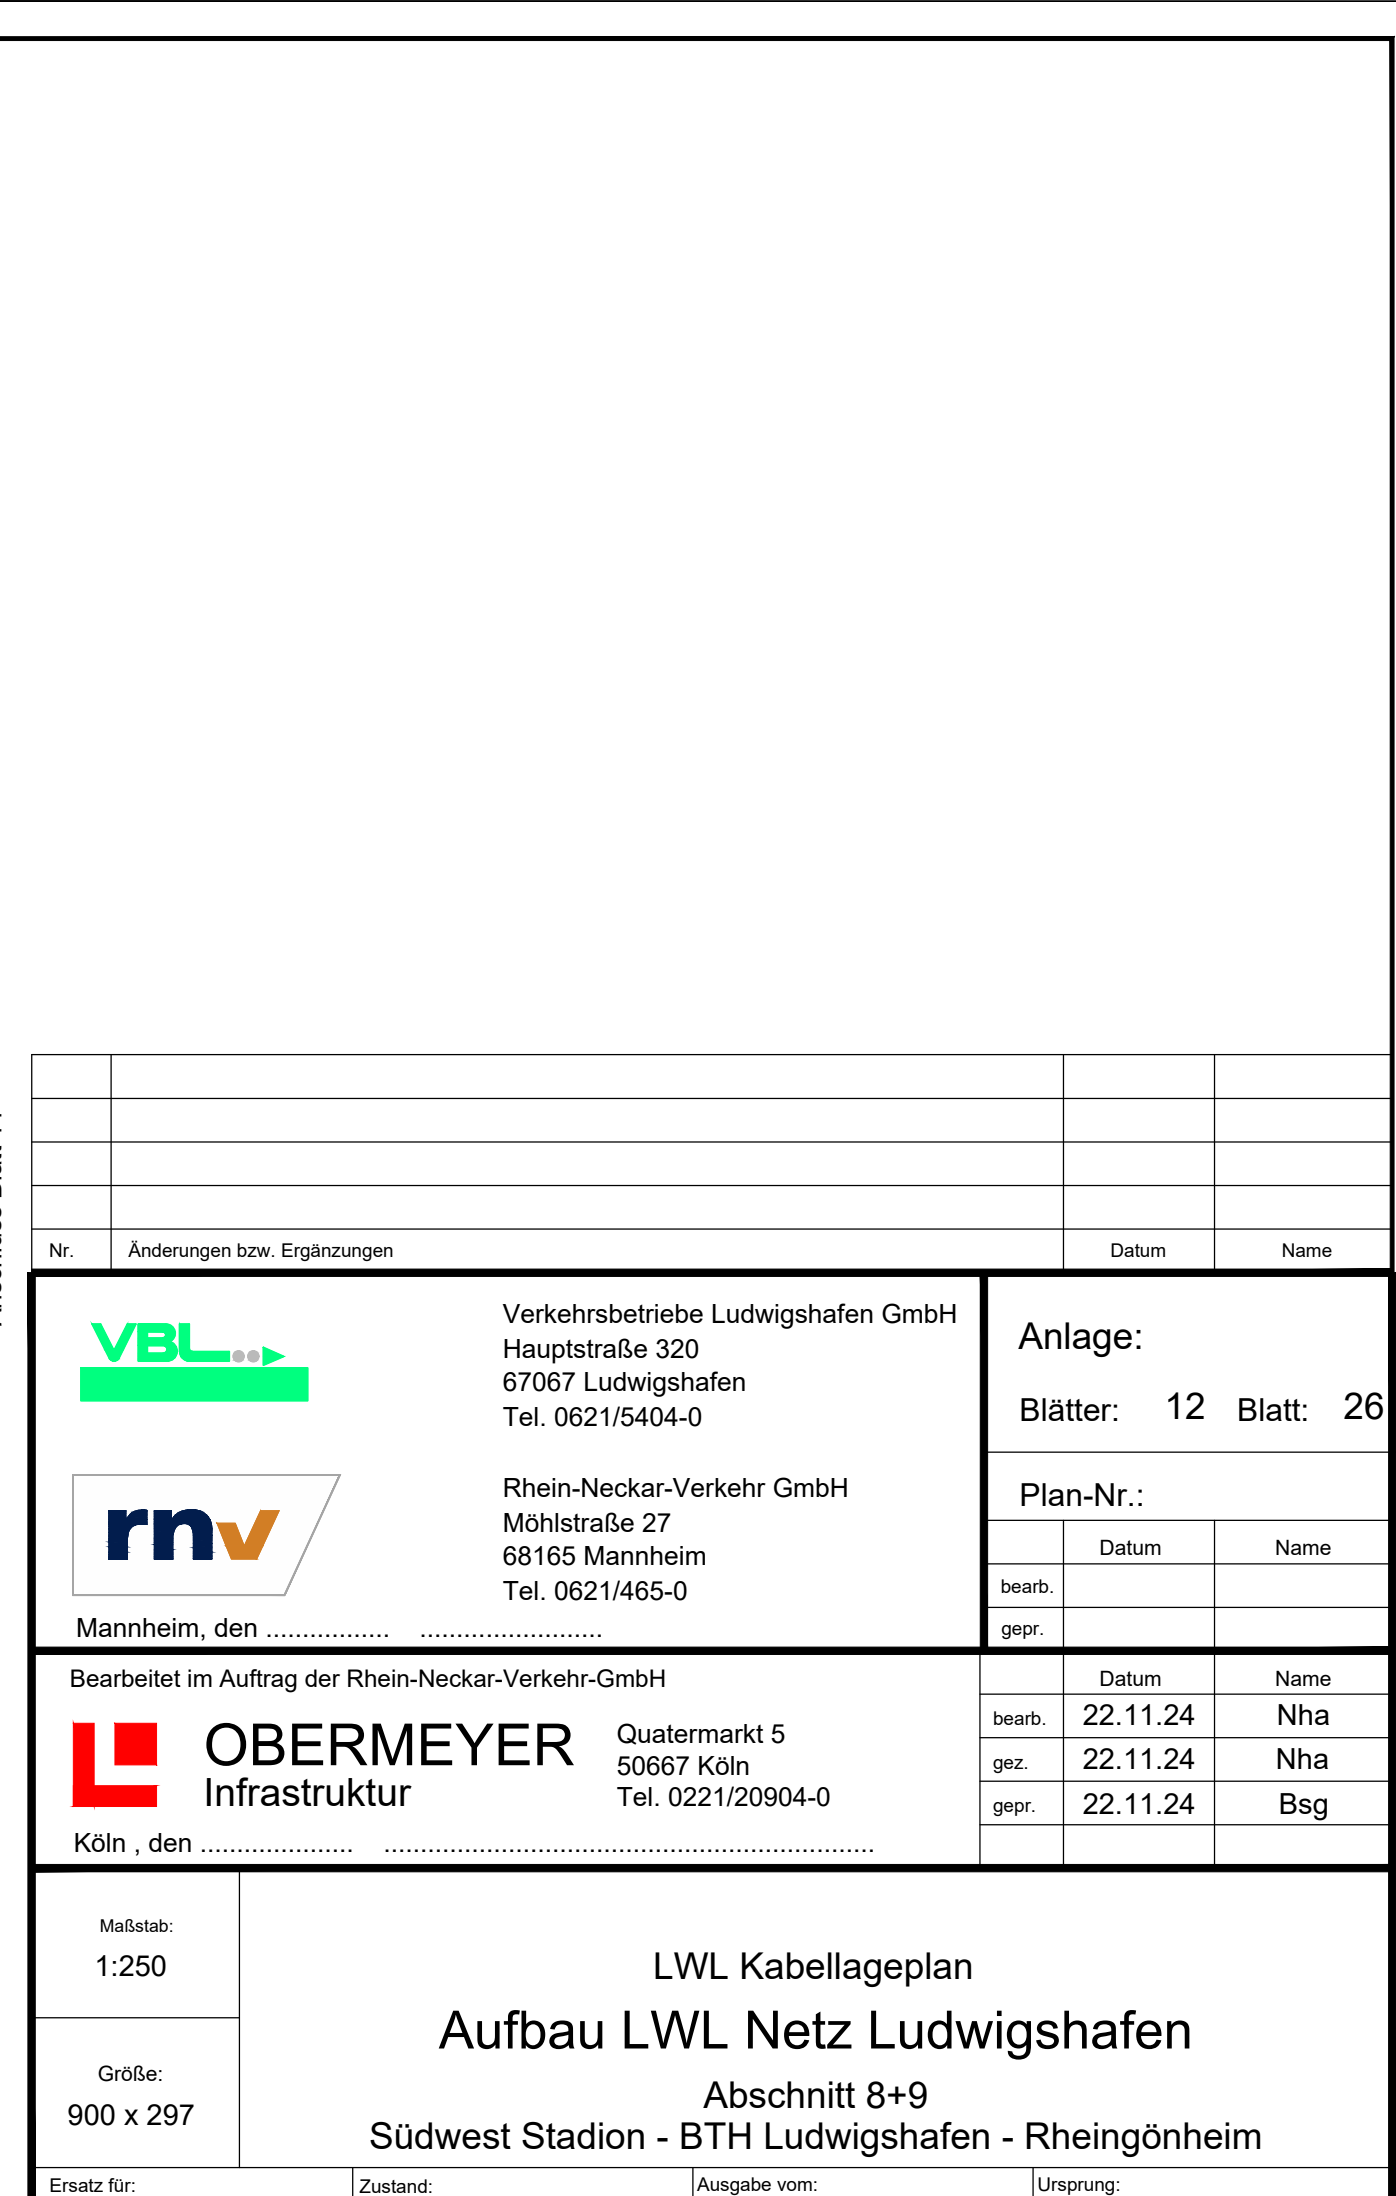 Nr. Änderungen bzw. Ergänzungen Datum Name
VBL
Verkehrsbetriebe Ludwigshafen GmbH
Hauptstraße 320
67067 Ludwigshafen
Tel. 0621/5404-0
rnv
Rhein-Neckar-Verkehr GmbH
Möhlstraße 27
68165 Mannheim
Tel. 0621/465-0
Mannheim, den ................. .........................
Anlage:
Blätter: 12 Blatt: 26
Plan-Nr.:
Datum Name
bearb.
gepr.
Bearbeitet im Auftrag der Rhein-Neckar-Verkehr-GmbH
OBERMEYER
Infrastruktur
Quatermarkt 5
50667 Köln
Tel. 0221/20904-0
Köln , den ..................... ...................................................................
Datum Name
bearb. 22.11.24 Nha
gez. 22.11.24 Nha
gepr. 22.11.24 Bsg
Maßstab:
1:250
Größe:
900 x 297
LWL Kabellageplan
Aufbau LWL Netz Ludwigshafen
Abschnitt 8+9
Südwest Stadion - BTH Ludwigshafen - Rheingönheim
Ersatz für: Zustand: Ausgabe vom: Ursprung: